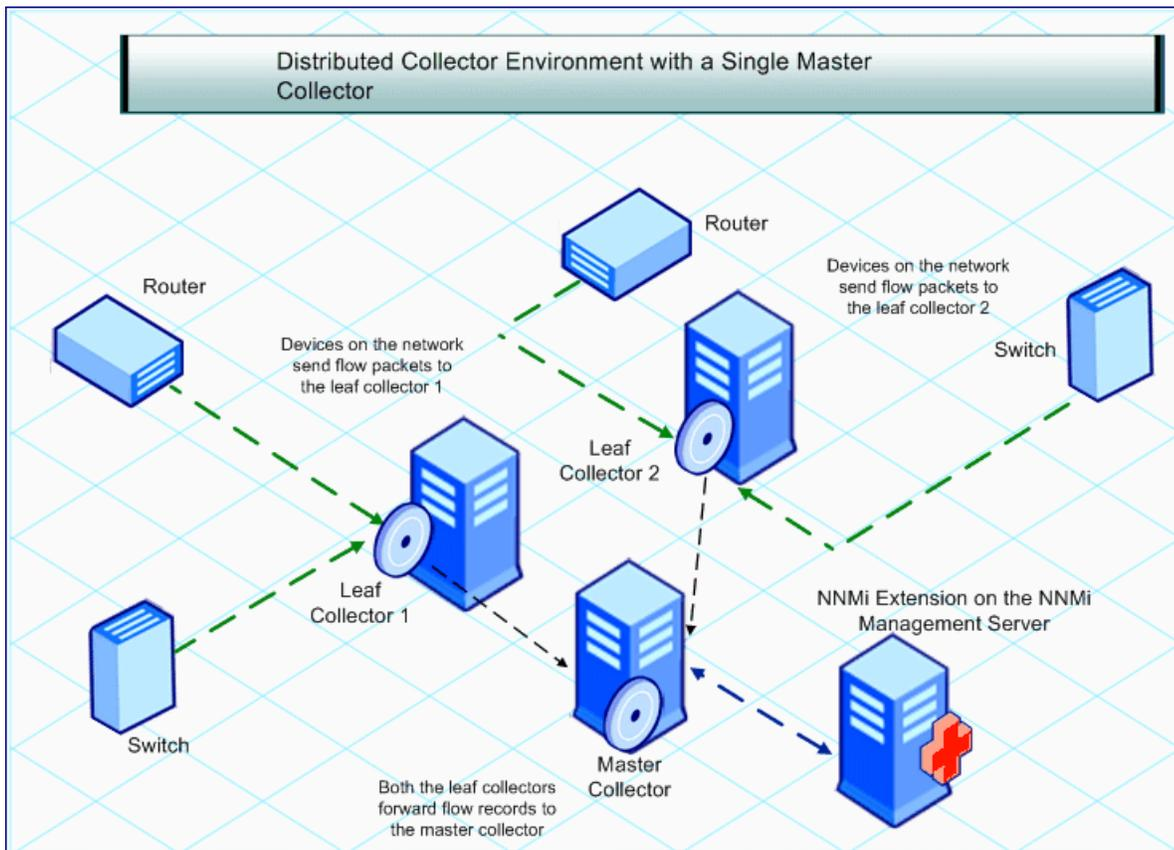 Distributed Collector Environment with a Single Master
Collector
Router
Router
Devices on the network
send flow packets to
the leaf collector 2
Devices on the network
send flow packets to
the leaf collector 1
Switch
Leaf
Collector 2
Leaf
Collector 1
NNMi Extension on the NNMi
Management Server
Switch
Master
Collector
Both the leaf collectors
forward flow records to
the master collector